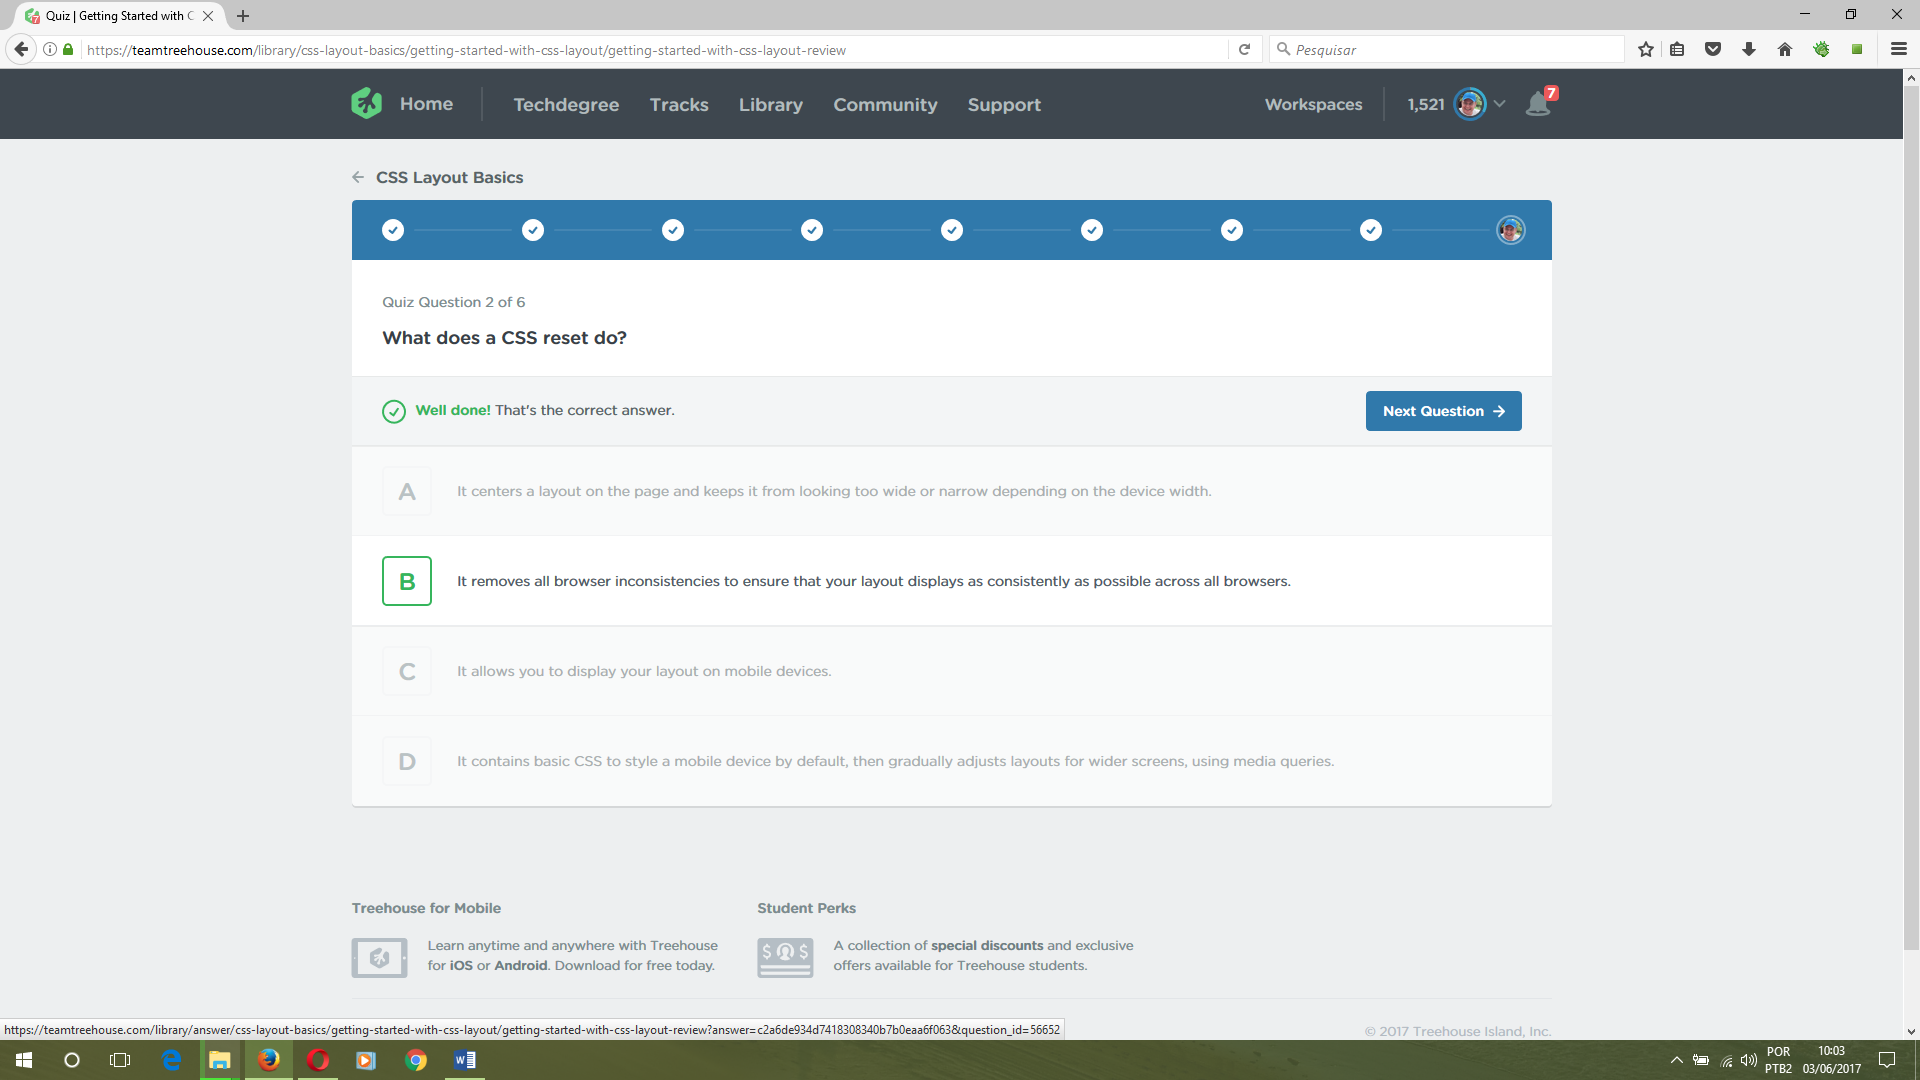 Quiz | Getting Started with C
https://teamtreehouse.com/library/css-layout-basics/getting-started-with-css-layout/getting-started-with-css-layout-review
Pesquisar
Home
Techdegree
Tracks
Library
Community
Support
Workspaces
1,521
7
CSS Layout Basics
Quiz Question 2 of 6
What does a CSS reset do?
Well done! That's the correct answer.
Next Question
A
It centers a layout on the page and keeps it from looking too wide or narrow depending on the device width.
B
It removes all browser inconsistencies to ensure that your layout displays as consistently as possible across all browsers.
C
It allows you to display your layout on mobile devices.
D
It contains basic CSS to style a mobile device by default, then gradually adjusts layouts for wider screens, using media queries.
Treehouse for Mobile
Learn anytime and anywhere with Treehouse
for iOS or Android. Download for free today.
Student Perks
A collection of special discounts and exclusive
offers available for Treehouse students.
https://teamtreehouse.com/library/answer/css-layout-basics/getting-started-with-css-layout/getting-started-with-css-layout-review?answer=c2a6de934d7418308340b7b0eaa6f063&question_id=56652
© 2017 Treehouse Island, Inc.
POR
PTB2
10:03
03/06/2017